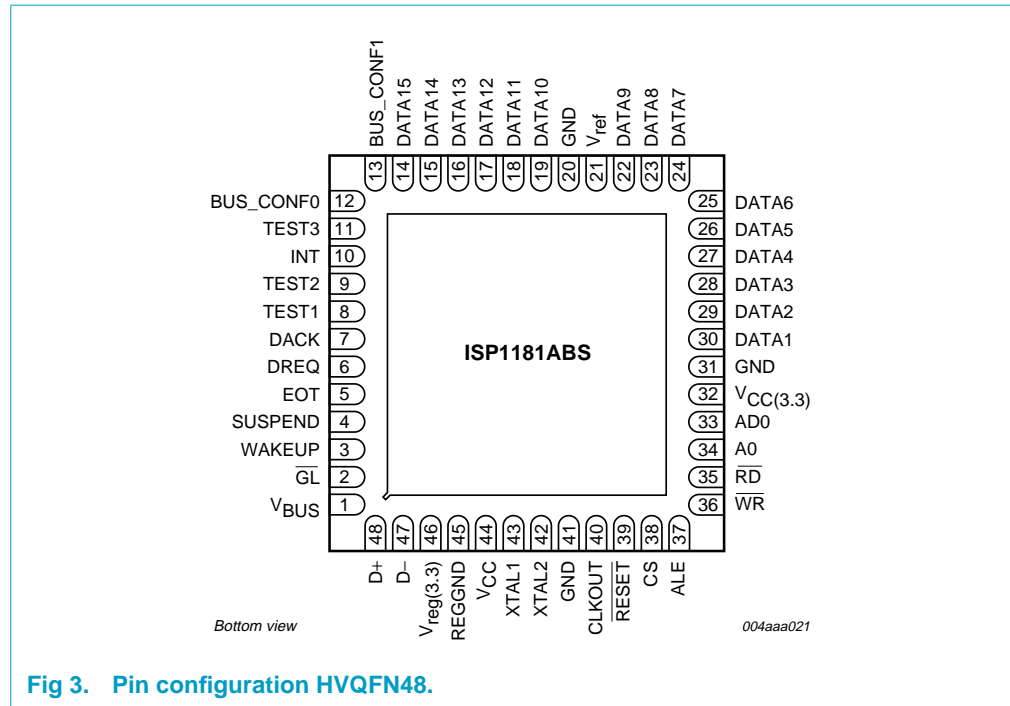 BUS_CONF1
DATA15
DATA14
DATA13
DATA12
DATA11
DATA10
GND
Vref
DATA9
DATA8
DATA7
13 14 15 16 17 18 19 20 21 22 23 24
BUS_CONF0 12 25 DATA6
TEST3 11 26 DATA5
INT 10 27 DATA4
TEST2 9 28 DATA3
TEST1 8 29 DATA2
DACK 7 30 DATA1
DREQ 6 31 GND
EOT 5 32 VCC(3.3)
SUSPEND 4 33 AD0
WAKEUP 3 34 A0
G̅L̅ 2 35 R̅D̅
VBUS 1 36 W̅R̅
ISP1181ABS
48 47 46 45 44 43 42 41 40 39 38 37
D+
D−
Vreg(3.3)
REGGND
VCC
XTAL1
XTAL2
GND
CLKOUT
R̅E̅S̅E̅T̅
CS
ALE
Bottom view
004aaa021
Fig 3. Pin configuration HVQFN48.